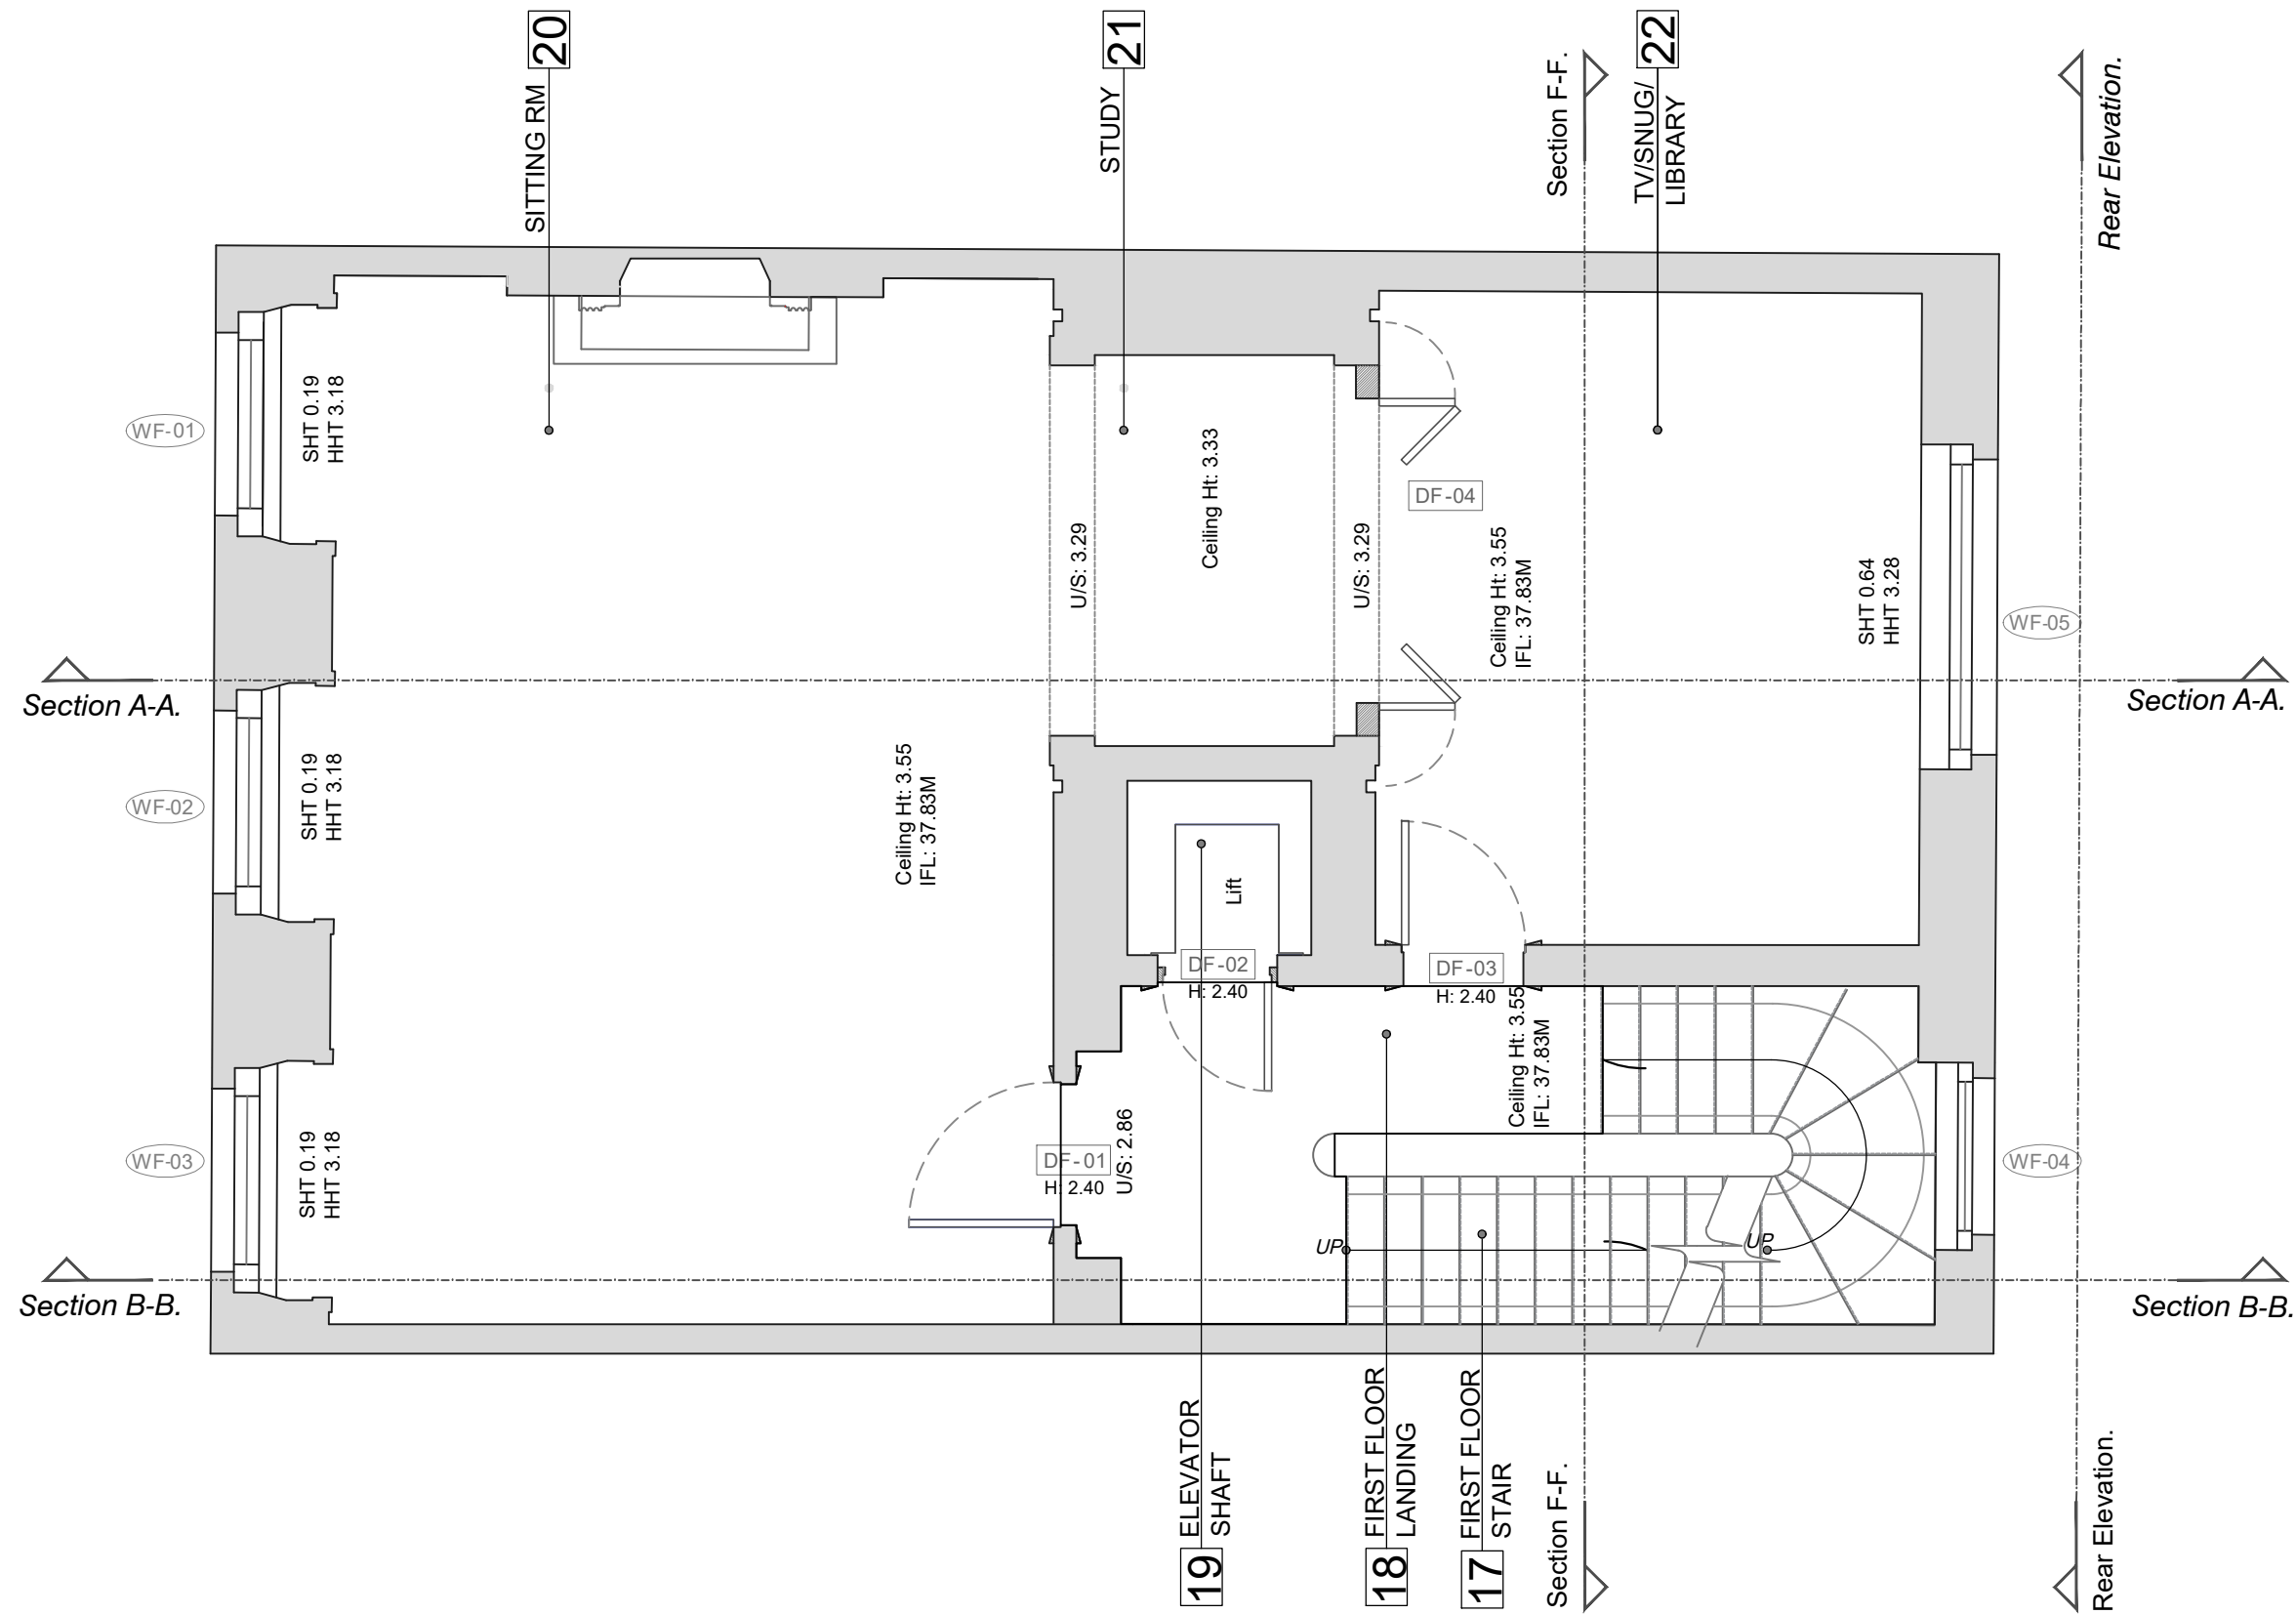 20
SITTING RM
21
STUDY
Section F-F.
22
TV/SNUG/
LIBRARY
Rear Elevation.
WF-01
SHT 0.19
HHT 3.18
Ceiling Ht: 3.33
U/S: 3.29
U/S: 3.29
DF-04
Ceiling Ht: 3.55
IFL: 37.83M
SHT 0.64
HHT 3.28
WF-05
Section A-A.
Section A-A.
WF-02
SHT 0.19
HHT 3.18
Ceiling Ht: 3.55
IFL: 37.83M
Lift
DF-02
H: 2.40
DF-03
H: 2.40
Ceiling Ht: 3.55
IFL: 37.83M
WF-03
SHT 0.19
HHT 3.18
DF-01
H: 2.40
U/S: 2.86
WF-04
UP
UP
Section B-B.
Section B-B.
19
ELEVATOR
SHAFT
18
FIRST FLOOR
LANDING
17
FIRST FLOOR
STAIR
Section F-F.
Rear Elevation.